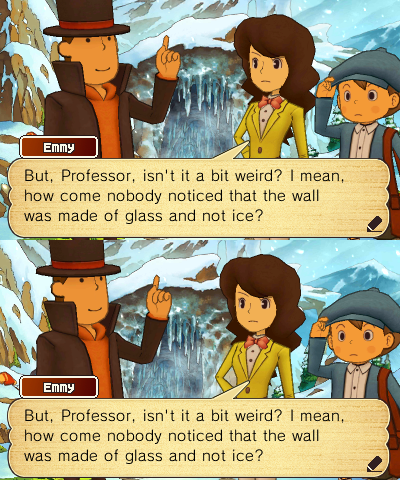 Emmy
But, Professor, isn't it a bit weird? I mean,
how come nobody noticed that the wall
was made of glass and not ice?
Emmy
But, Professor, isn't it a bit weird? I mean,
how come nobody noticed that the wall
was made of glass and not ice?